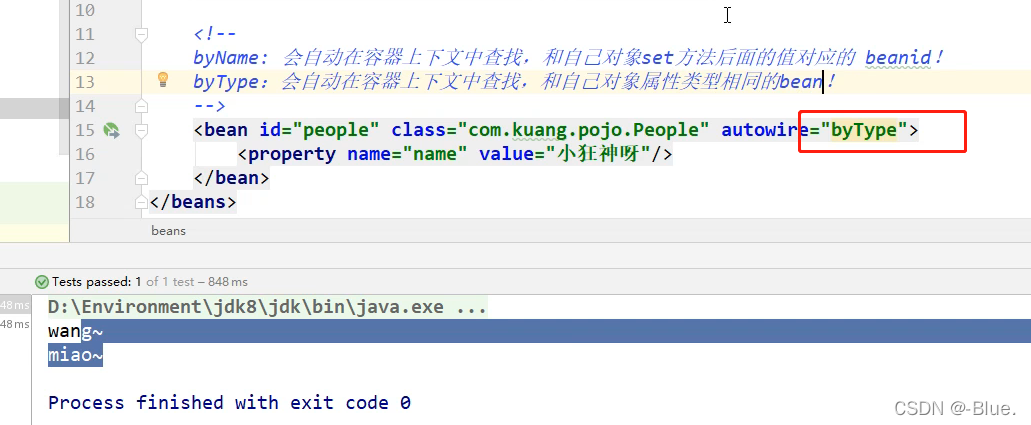 10
11 <!--
12 byName: 会自动在容器上下文中查找，和自己对象set方法后面的值对应的 beanid！
13 byType: 会自动在容器上下文中查找，和自己对象属性类型相同的bean！
14 -->
15 <bean id="people" class="com.kuang.pojo.People" autowire="byType">
16 <property name="name" value="小狂神呀"/>
17 </bean>
18 </beans>
beans
Tests passed: 1 of 1 test – 848 ms
48 ms D:\Environment\jdk8\jdk\bin\java.exe ...
48 ms wang~
miao~
Process finished with exit code 0
CSDN @-Blue.